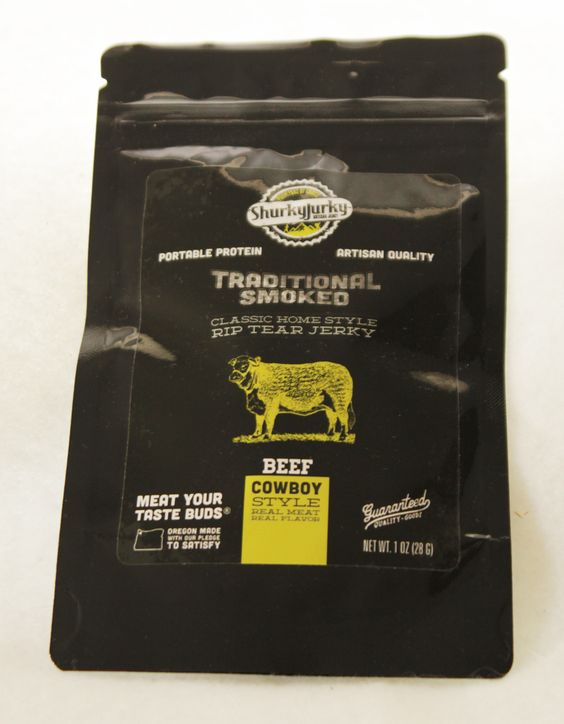 ShurkyJurky
ARTISAN JERKY
PORTABLE PROTEIN
ARTISAN QUALITY
TRADITIONAL
SMOKED
CLASSIC HOME STYLE
RIP TEAR JERKY
BEEF
COWBOY
STYLE
REAL MEAT
REAL FLAVOR
MEAT YOUR
TASTE BUDS®
OREGON MADE
WITH OUR PLEDGE
TO SATISFY
Guaranteed
QUALITY-GOODS
NET WT. 1 OZ (28 G)